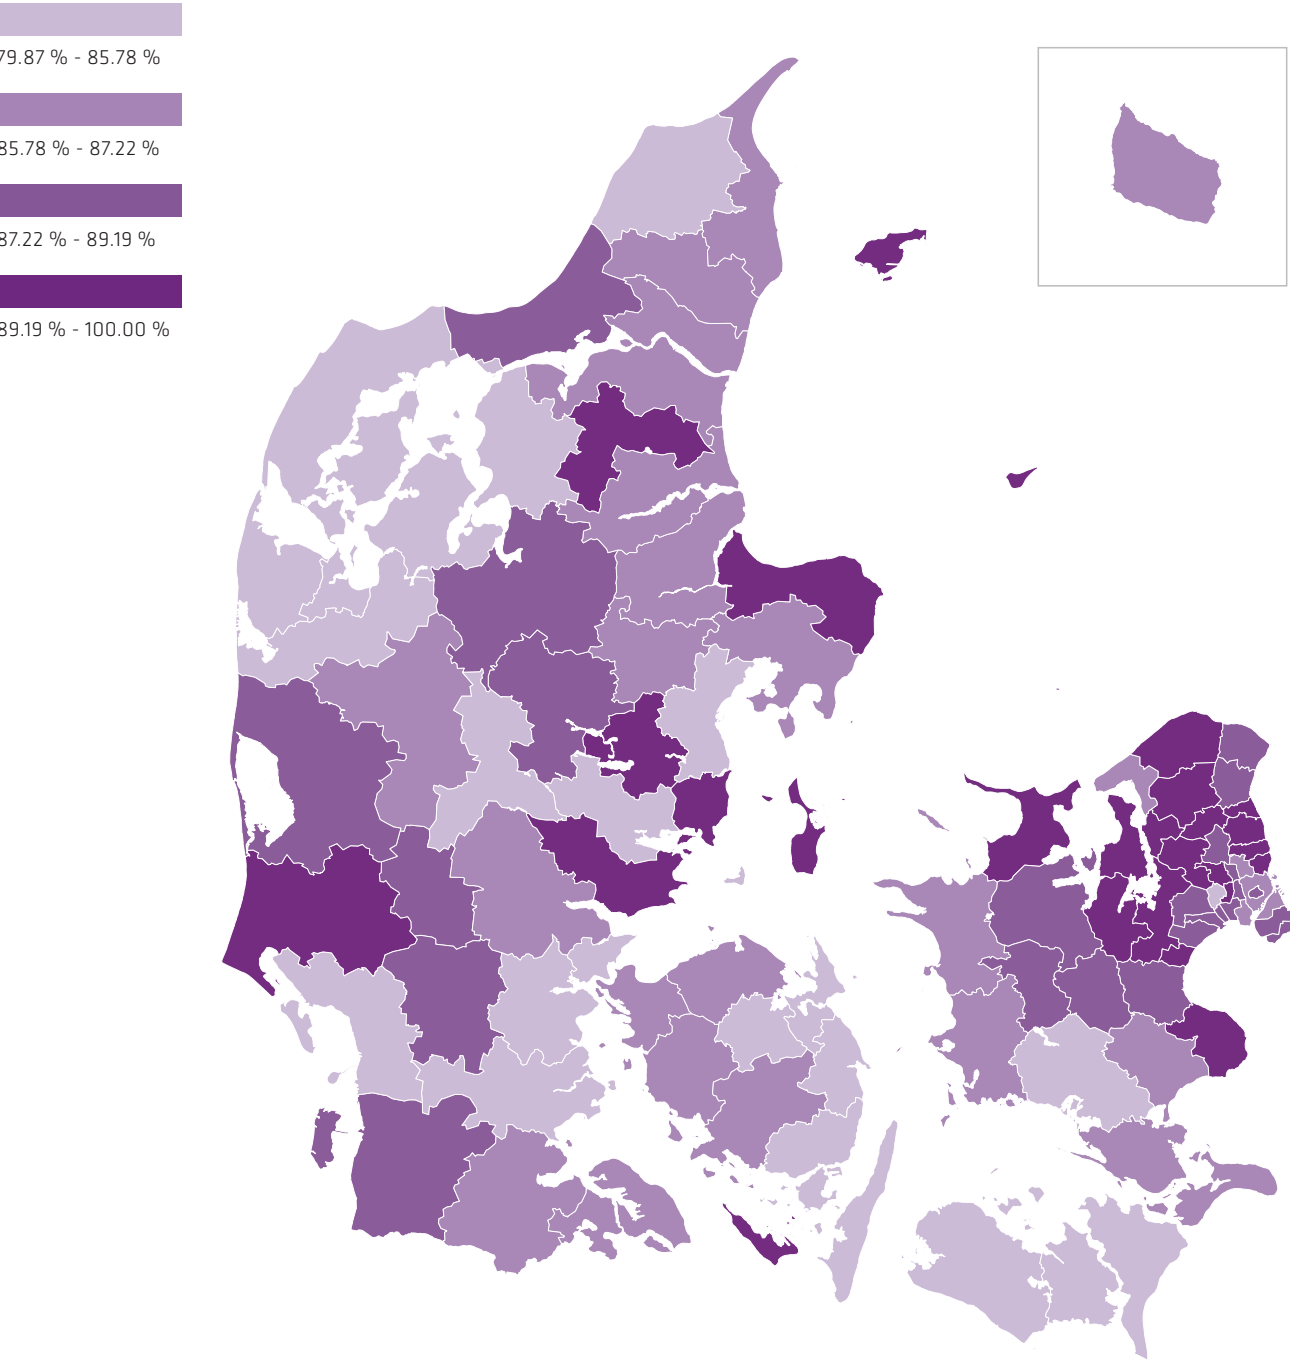 79.87 % - 85.78 %
85.78 % - 87.22 %
87.22 % - 89.19 %
89.19 % - 100.00 %